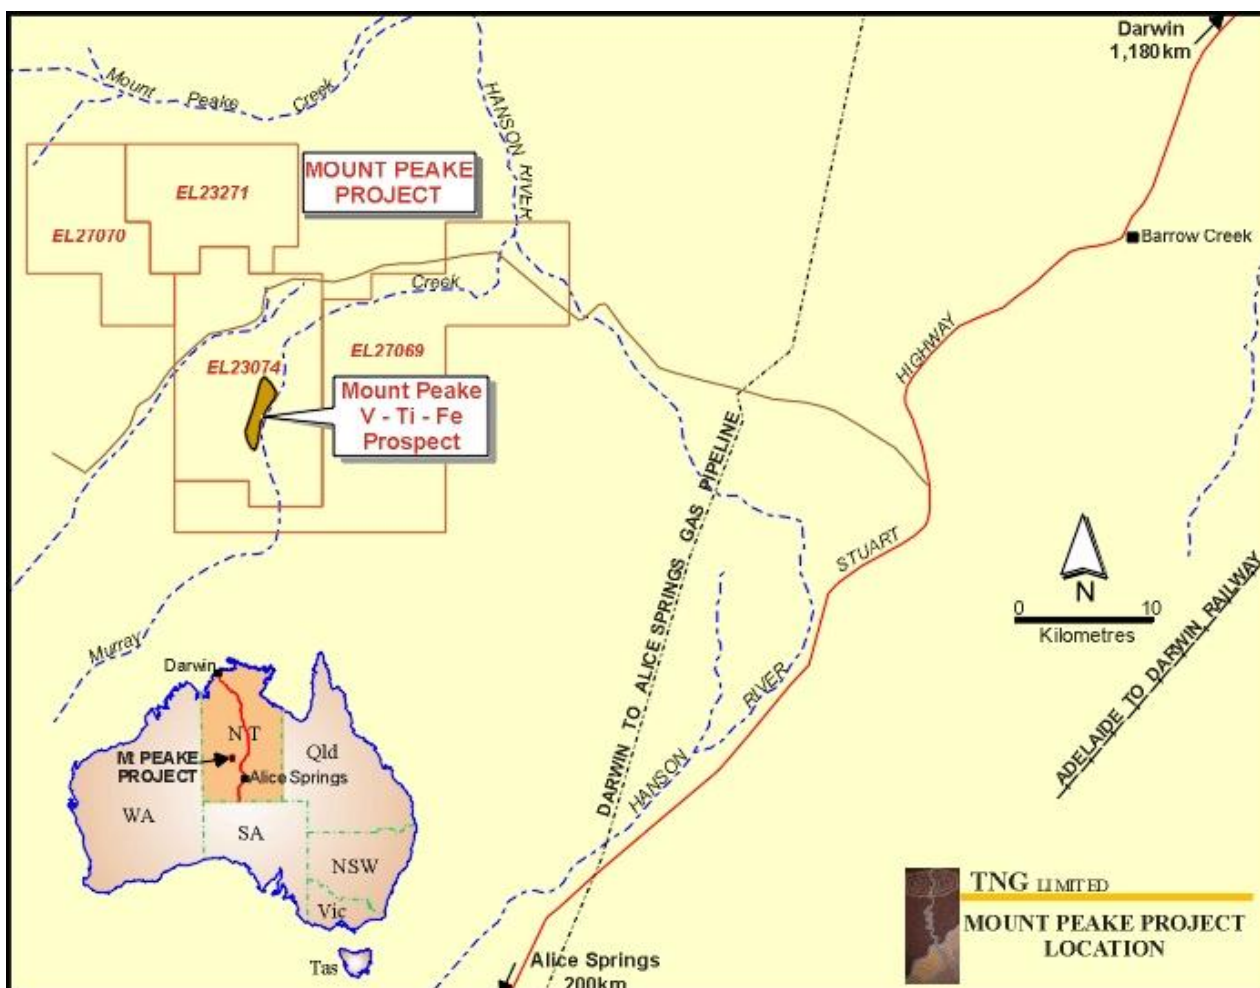 Darwin
1,180km
Mount Peake Creek
HANSON RIVER
MOUNT PEAKE
PROJECT
EL23271
EL27070
Barrow Creek
Creek
EL27069
EL23074
HIGHWAY
Mount Peake
V - Ti - Fe
Prospect
DARWIN TO ALICE SPRINGS GAS PIPELINE
STUART
N
0 10
Kilometres
ADELAIDE TO DARWIN RAILWAY
Murray
HANSON RIVER
Darwin
NT
Mt PEAKE
PROJECT
Qld
Alice Springs
WA
SA
NSW
Vic
Tas
Alice Springs
200km
TNG LIMITED
MOUNT PEAKE PROJECT
LOCATION